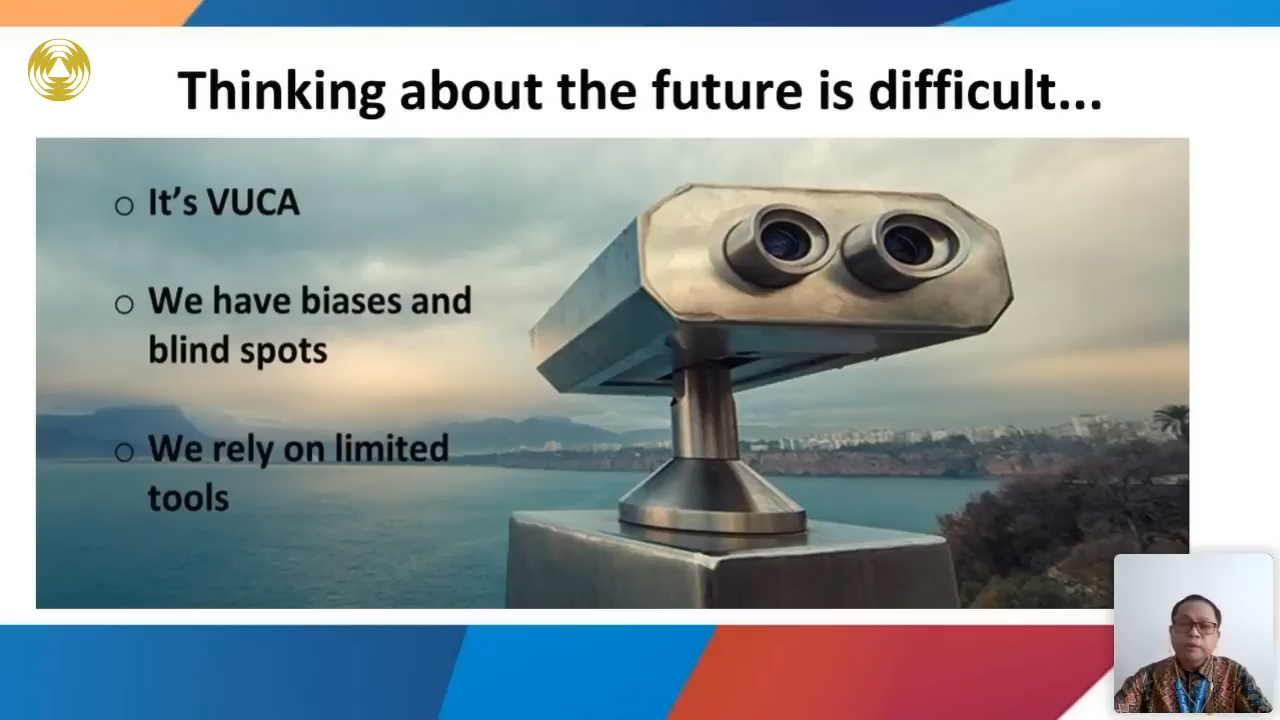 Thinking about the future is difficult...
It’s VUCA
We have biases and
blind spots
We rely on limited
tools